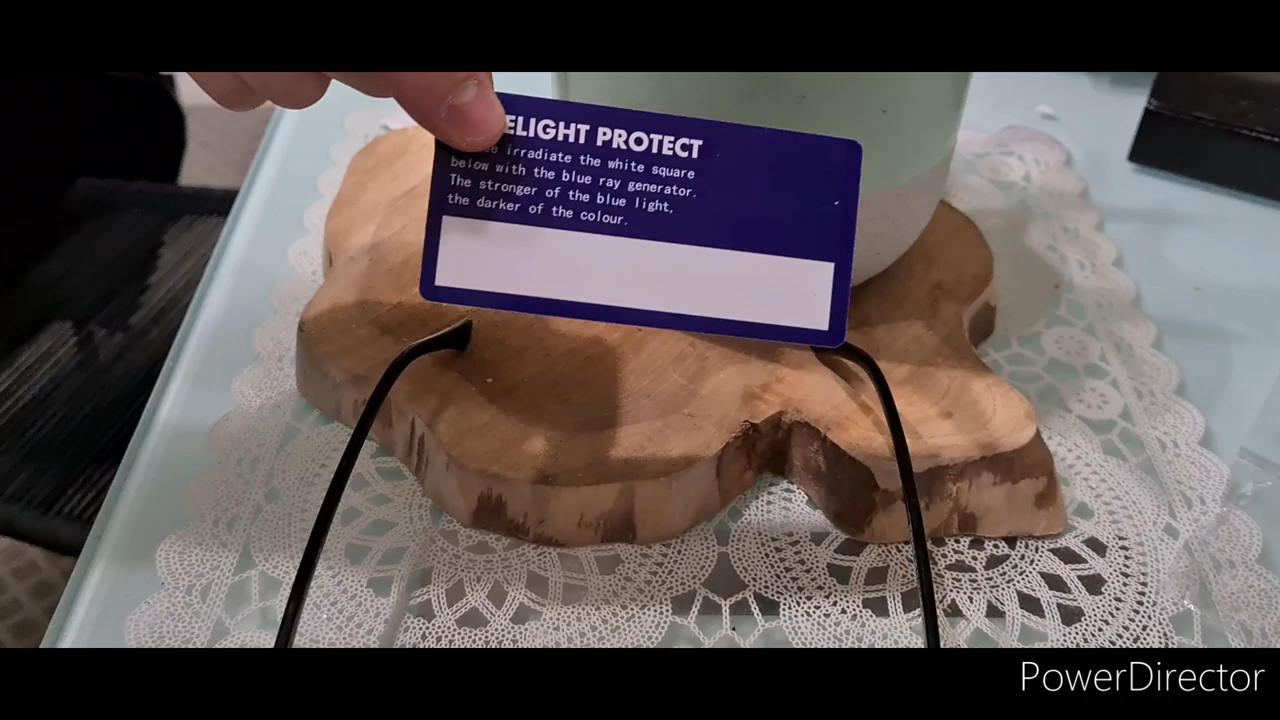 ELIGHT PROTECT
irradiate the white square
below with the blue ray generator.
The stronger of the blue light,
the darker of the colour.
PowerDirector